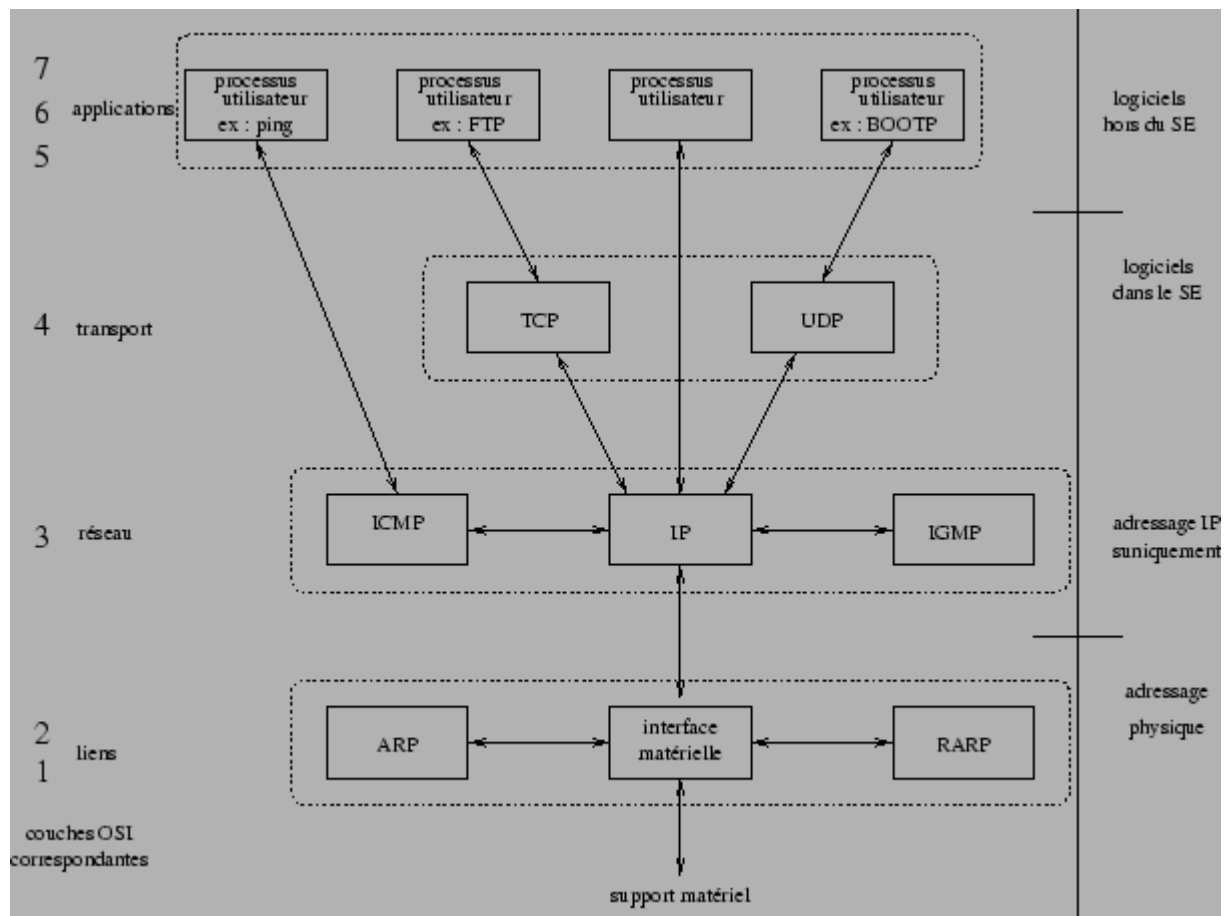 7
6
5
applications
processus
utilisateur
ex : ping
processus
utilisateur
ex : FTP
processus
utilisateur
processus
utilisateur
ex : BOOTP
logiciels
hors du SE
logiciels
dans le SE
4
transport
TCP
UDP
3
réseau
ICMP
IP
IGMP
adressage IP
suniquement
adressage
physique
2
1
liens
ARP
interface
matérielle
RARP
couches OSI
correspondantes
support matériel